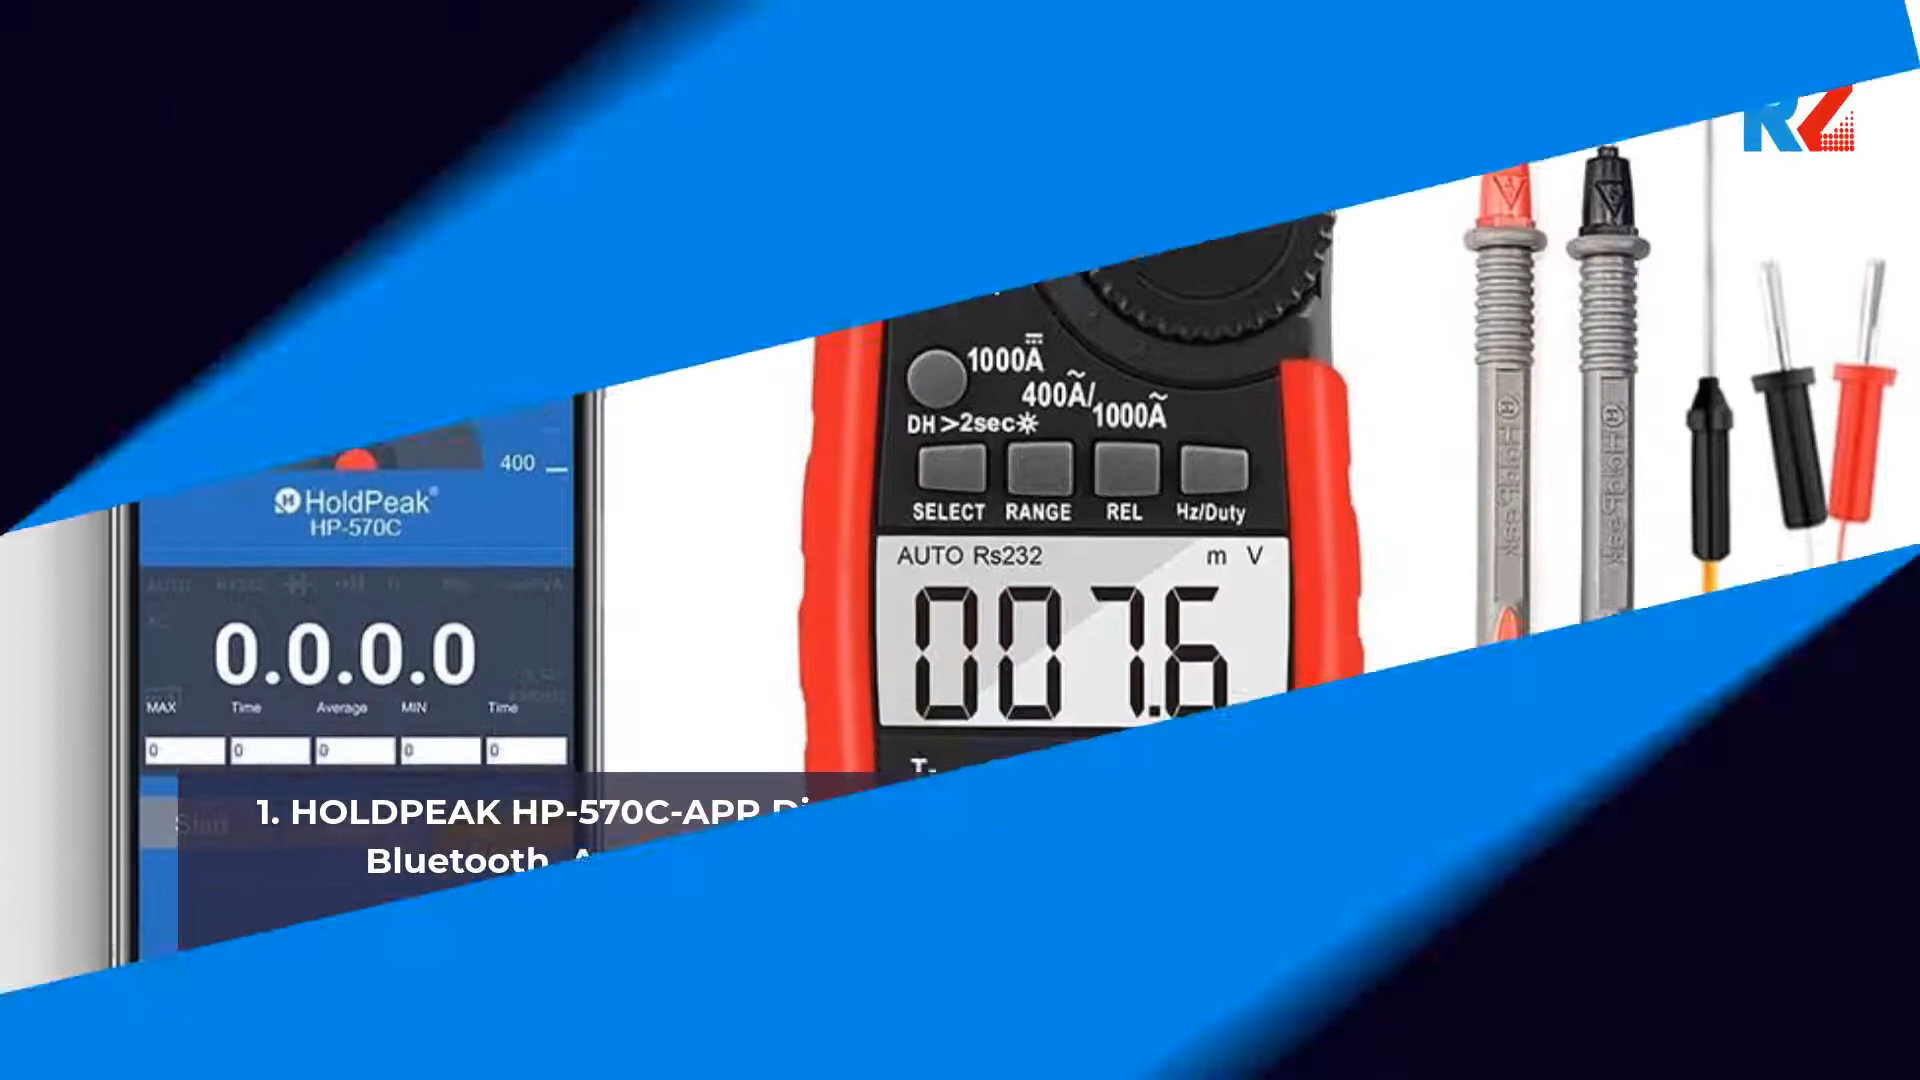 RZ
1000A
400A/
1000A
DH >2sec
400
HoldPeak®
HP-570C
SELECT RANGE REL Hz/Duty
AUTO Rs232 m V
007.6
0.0.0.0
MAX Time Average MIN Time
0 0 0 0 0
T-
Start
1. HOLDPEAK HP-570C-APP
Bluetooth
HoldPeak
HoldPeak